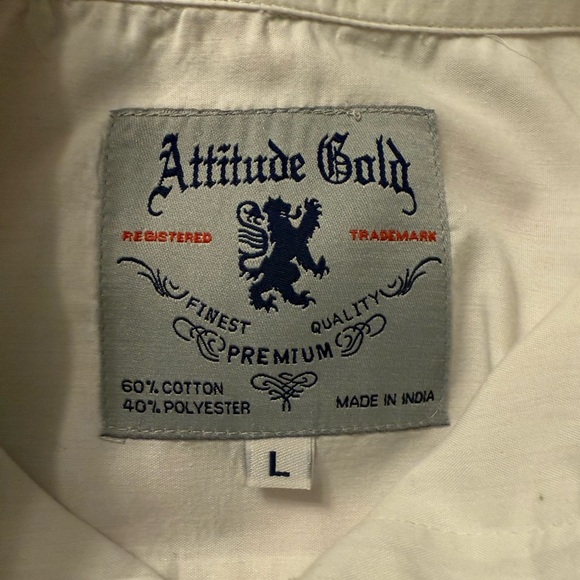 Attitude Gold
REGISTERED TRADEMARK
FINEST QUALITY
PREMIUM
60% COTTON
40% POLYESTER MADE IN INDIA
L